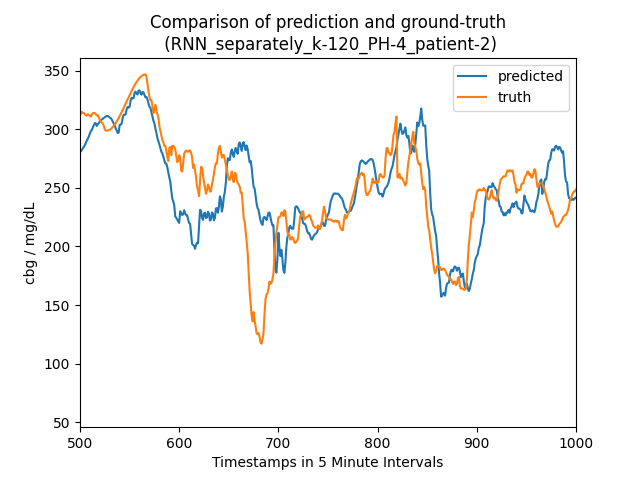 Comparison of prediction and ground-truth
(RNN_separately_k-120_PH-4_patient-2)
predicted
truth
350
300
250
200
150
100
50
cbg / mg/dL
500 600 700 800 900 1000
Timestamps in 5 Minute Intervals